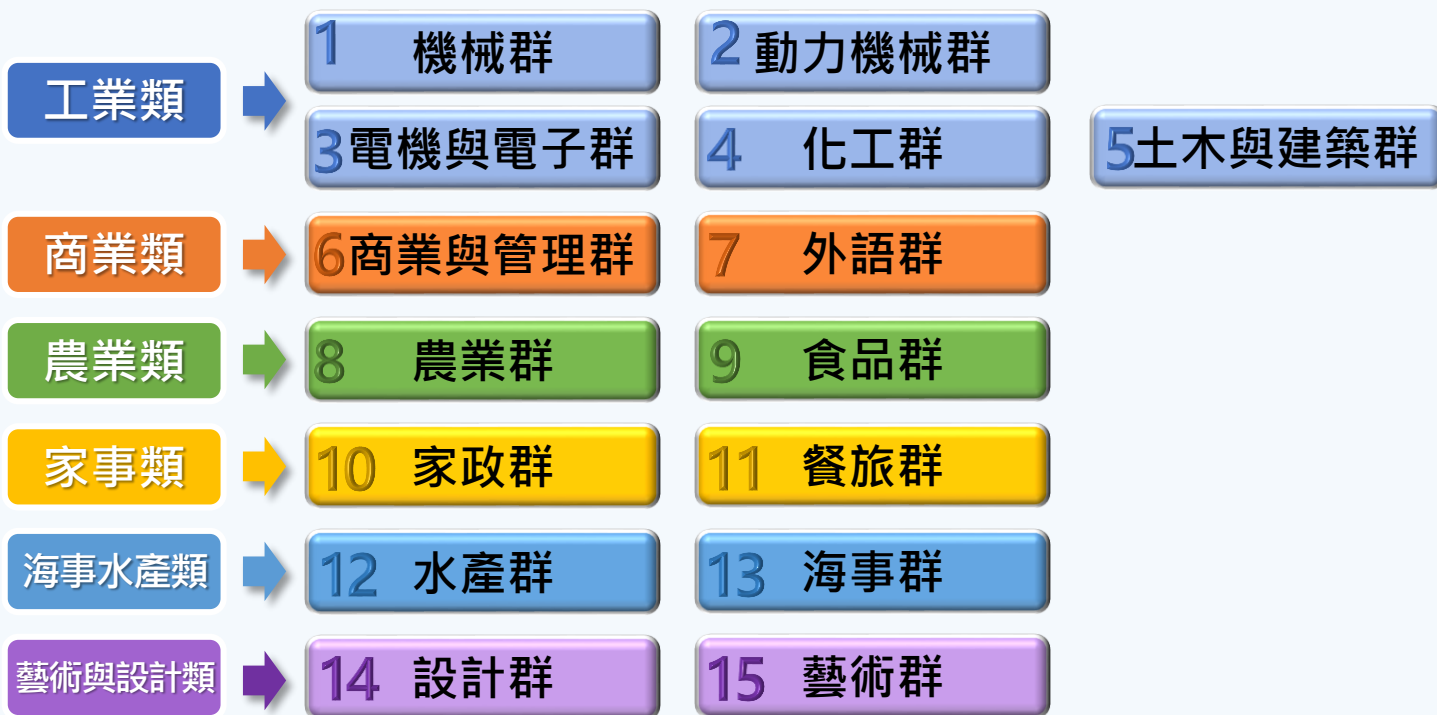 工業類
1 機械群
2 動力機械群
3 電機與電子群
4 化工群
5 土木與建築群
商業類
6 商業與管理群
7 外語群
農業類
8 農業群
9 食品群
家事類
10 家政群
11 餐旅群
海事水產類
12 水產群
13 海事群
藝術與設計類
14 設計群
15 藝術群